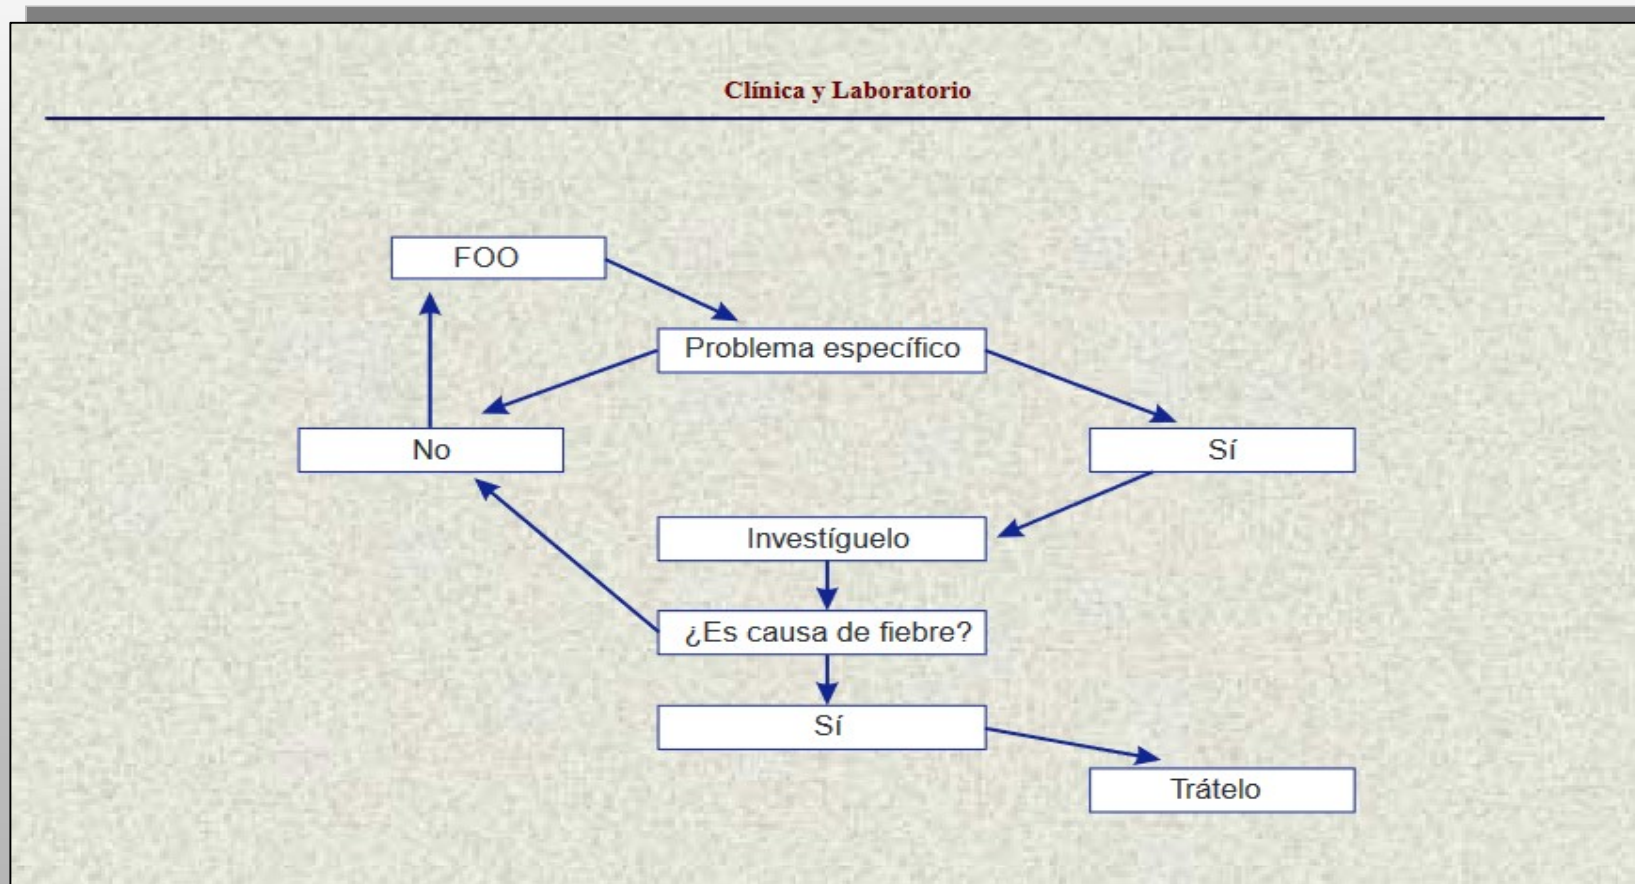 Clínica y Laboratorio
FOO
Problema específico
No
Sí
Investíguelo
¿Es causa de fiebre?
Sí
Trátelo